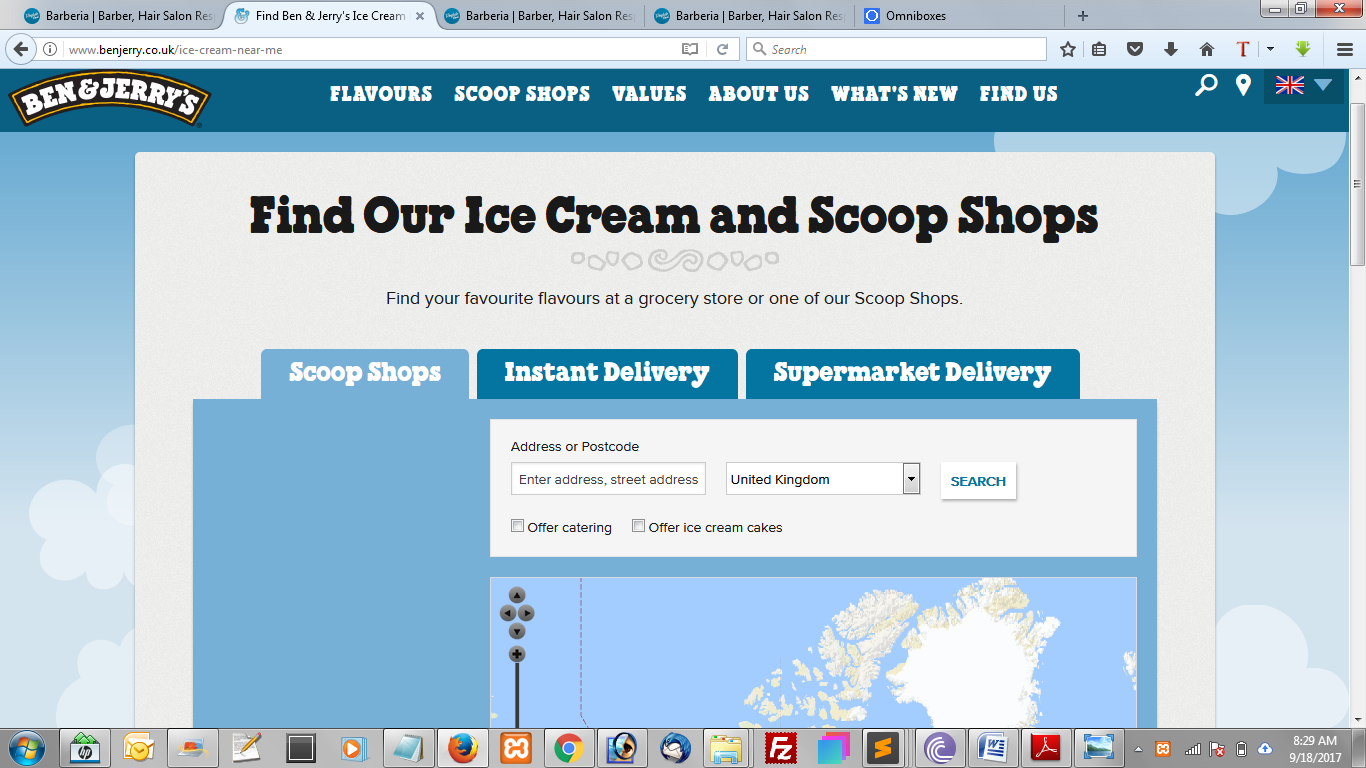 Barberia | Barber, Hair Salon Res
Find Ben & Jerry's Ice Cream
Barberia | Barber, Hair Salon Res
Barberia | Barber, Hair Salon Res
Omniboxes
www.benjerry.co.uk/ice-cream-near-me
Search
BEN & JERRY'S
FLAVOURS SCOOP SHOPS VALUES ABOUT US WHAT'S NEW FIND US
Find Our Ice Cream and Scoop Shops
Find your favourite flavours at a grocery store or one of our Scoop Shops.
Scoop Shops Instant Delivery Supermarket Delivery
Address or Postcode
Enter address, street address United Kingdom SEARCH
Offer catering Offer ice cream cakes
8:29 AM
9/18/2017